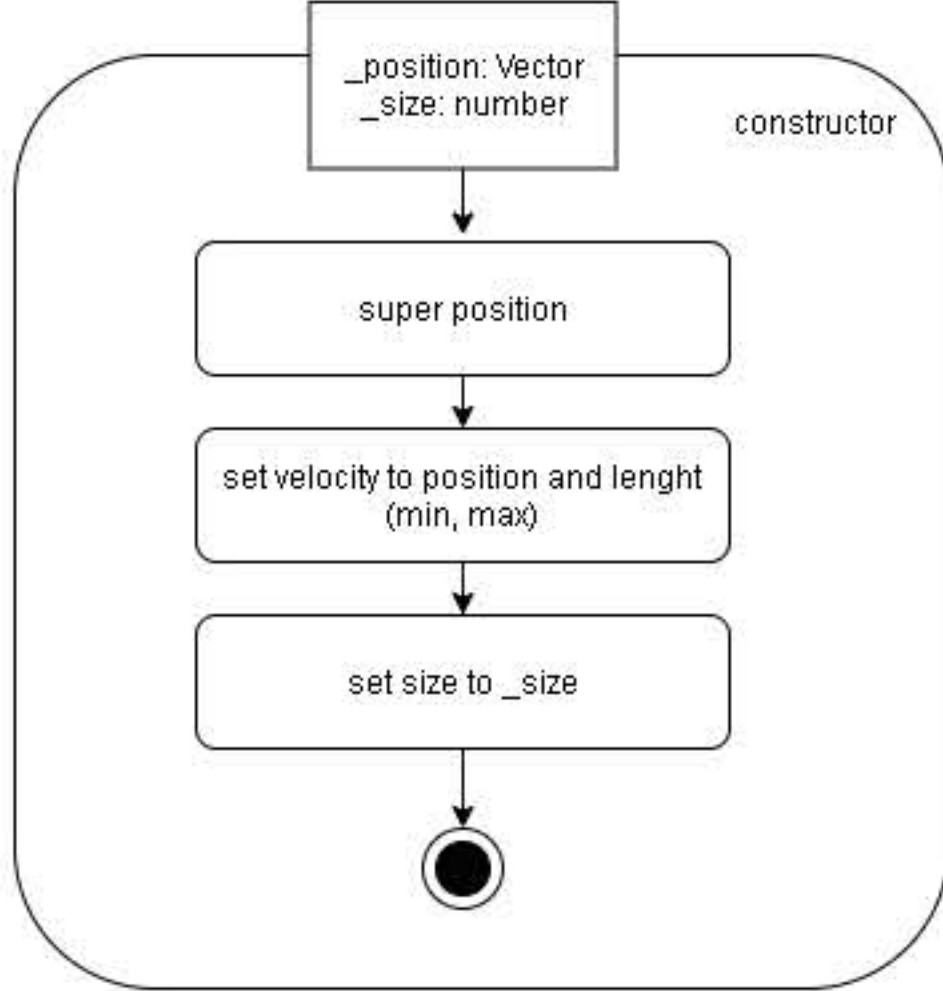 _position: Vector
_size: number
constructor
super position
set velocity to position and lenght
(min, max)
set size to _size